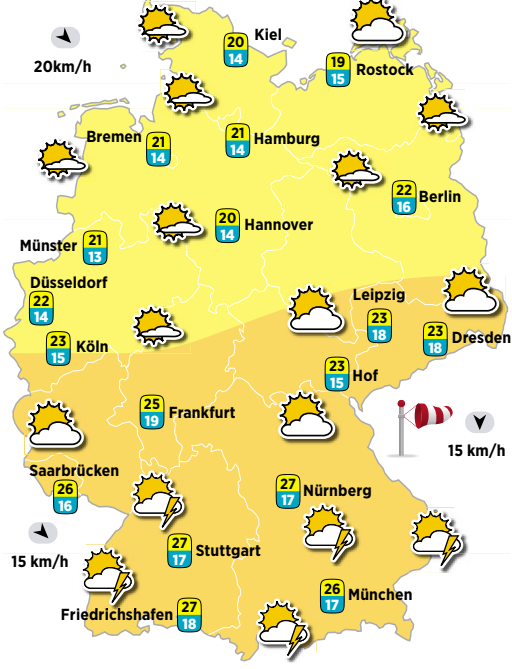 Kiel
20
14
20km/h
19
15
Rostock
Bremen
21
14
21
14
Hamburg
22
16
Berlin
20
14
Hannover
Münster
21
13
Düsseldorf
22
14
Leipzig
23
18
23
18
Dresden
23
15
Köln
23
15
Hof
25
19
Frankfurt
15 km/h
Saarbrücken
26
16
27
17
Nürnberg
27
17
Stuttgart
15 km/h
26
17
München
Friedrichshafen
27
18